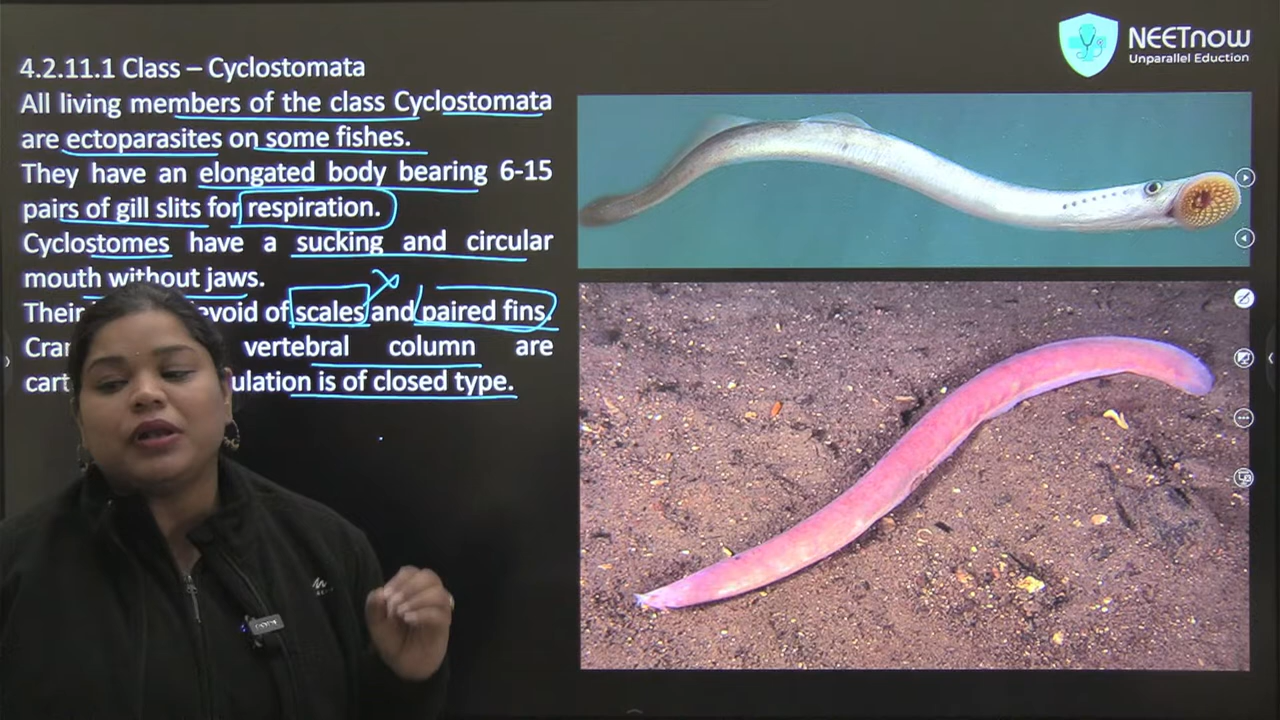 4.2.11.1 Class – Cyclostomata
All living members of the class Cyclostomata
are ectoparasites on some fishes.
They have an elongated body bearing 6-15
pairs of gill slits for respiration.
Cyclostomes have a sucking and circular
mouth without jaws.
Their evoid of scales and paired fins.
Cran vertebral column are
cart ulation is of closed type.
NEETnow
Unparallel Eduction